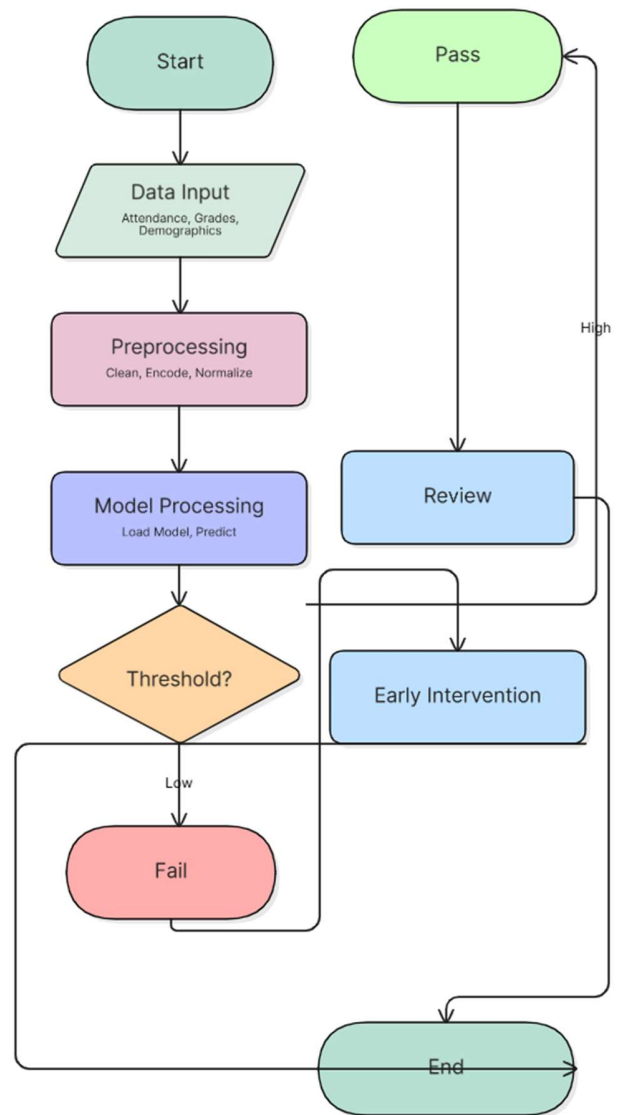 Start
Data Input
Attendance, Grades,
Demographics
Preprocessing
Clean, Encode, Normalize
Model Processing
Load Model, Predict
Threshold?
Low
Fail
Pass
High
Review
Early Intervention
End